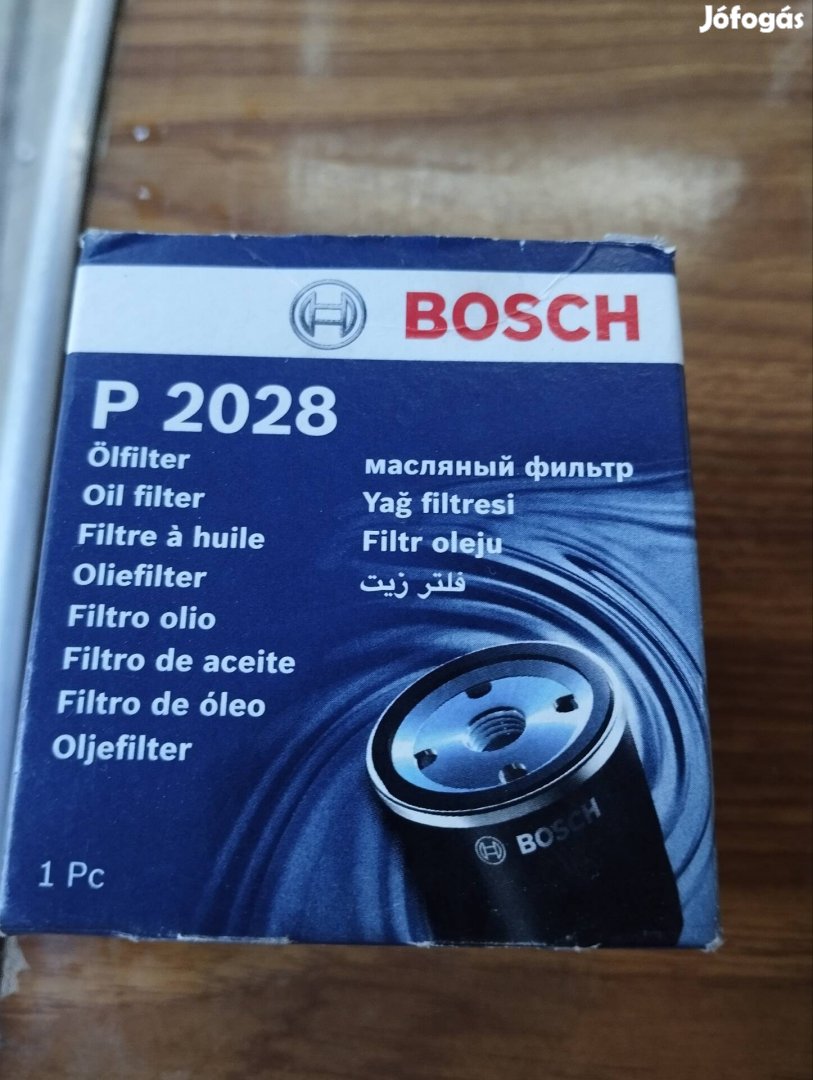 Jófogás
BOSCH
P 2028
Ölfilter
Oil filter
Filtre à huile
Oliefilter
Filtro olio
Filtro de aceite
Filtro de óleo
Oljefilter
масляный фильтр
Yağ filtresi
Filtr oleju
فلتر زيت
BOSCH
1 Pc